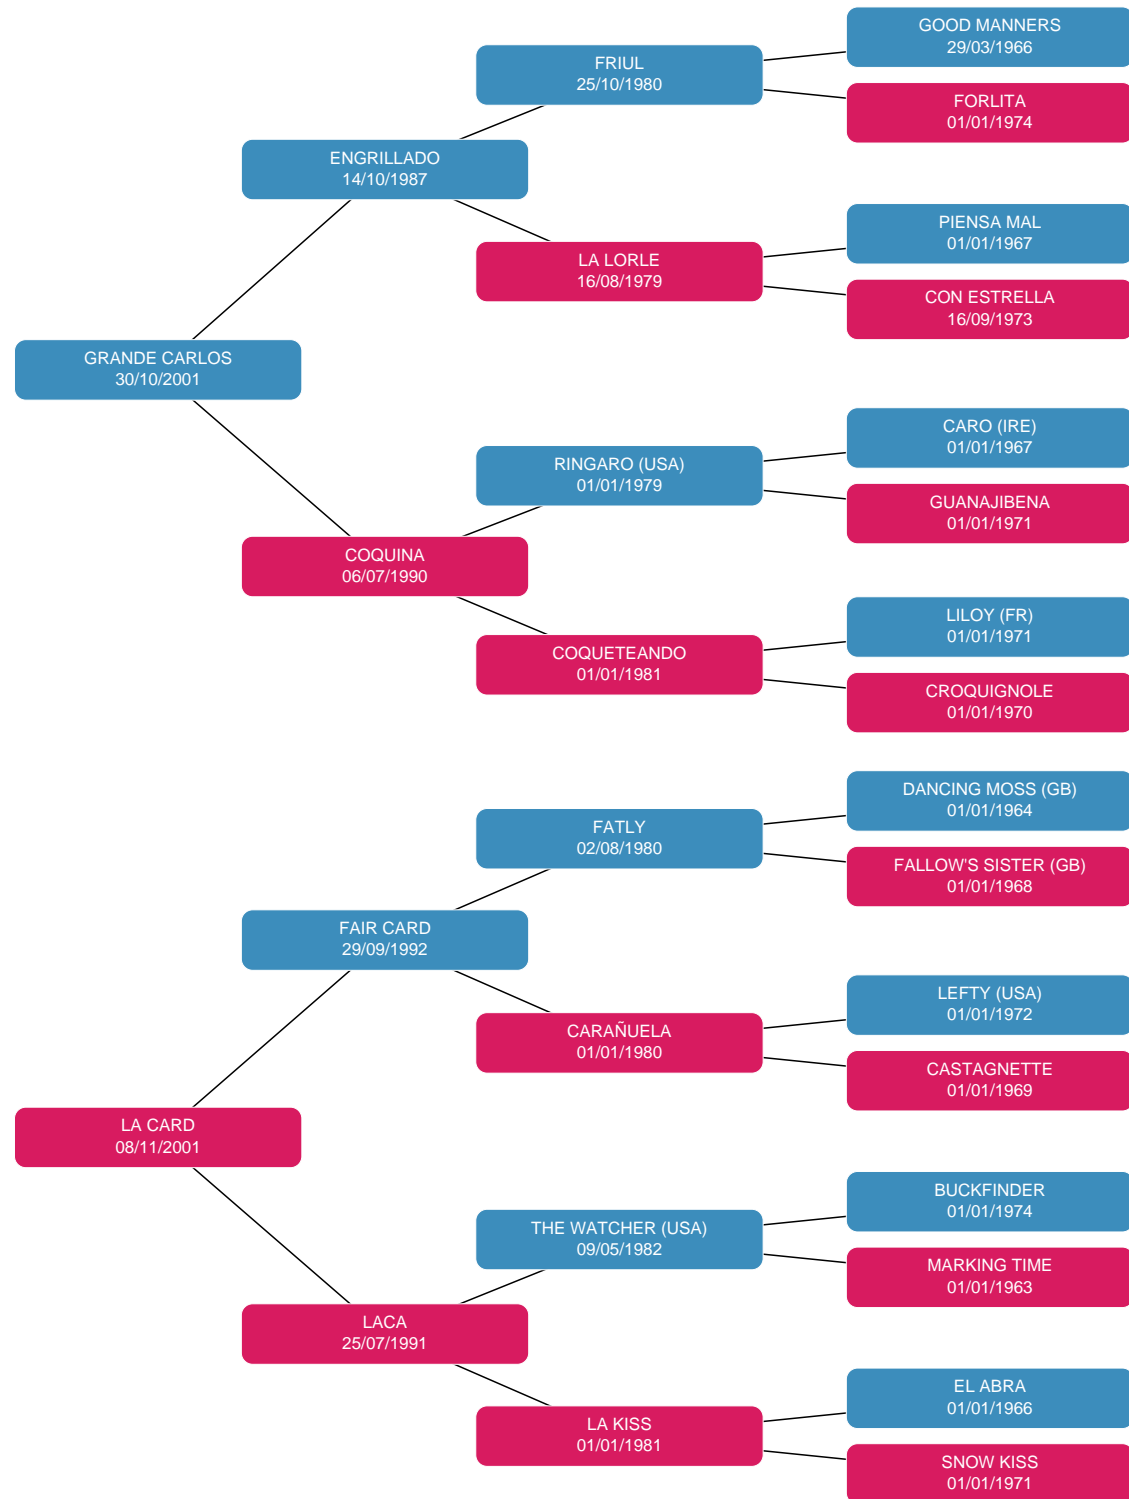 GOOD MANNERS
29/03/1966
FRIUL
25/10/1980
FORLITA
01/01/1974
ENGRILLADO
14/10/1987
PIENSA MAL
01/01/1967
LA LORLE
16/08/1979
CON ESTRELLA
16/09/1973
GRANDE CARLOS
30/10/2001
CARO (IRE)
01/01/1967
RINGARO (USA)
01/01/1979
GUANAJIBENA
01/01/1971
COQUINA
06/07/1990
LILOY (FR)
01/01/1971
COQUETEANDO
01/01/1981
CROQUIGNOLE
01/01/1970
DANCING MOSS (GB)
01/01/1964
FATLY
02/08/1980
FALLOW'S SISTER (GB)
01/01/1968
FAIR CARD
29/09/1992
LEFTY (USA)
01/01/1972
CARAÑUELA
01/01/1980
CASTAGNETTE
01/01/1969
LA CARD
08/11/2001
BUCKFINDER
01/01/1974
THE WATCHER (USA)
09/05/1982
MARKING TIME
01/01/1963
LACA
25/07/1991
EL ABRA
01/01/1966
LA KISS
01/01/1981
SNOW KISS
01/01/1971